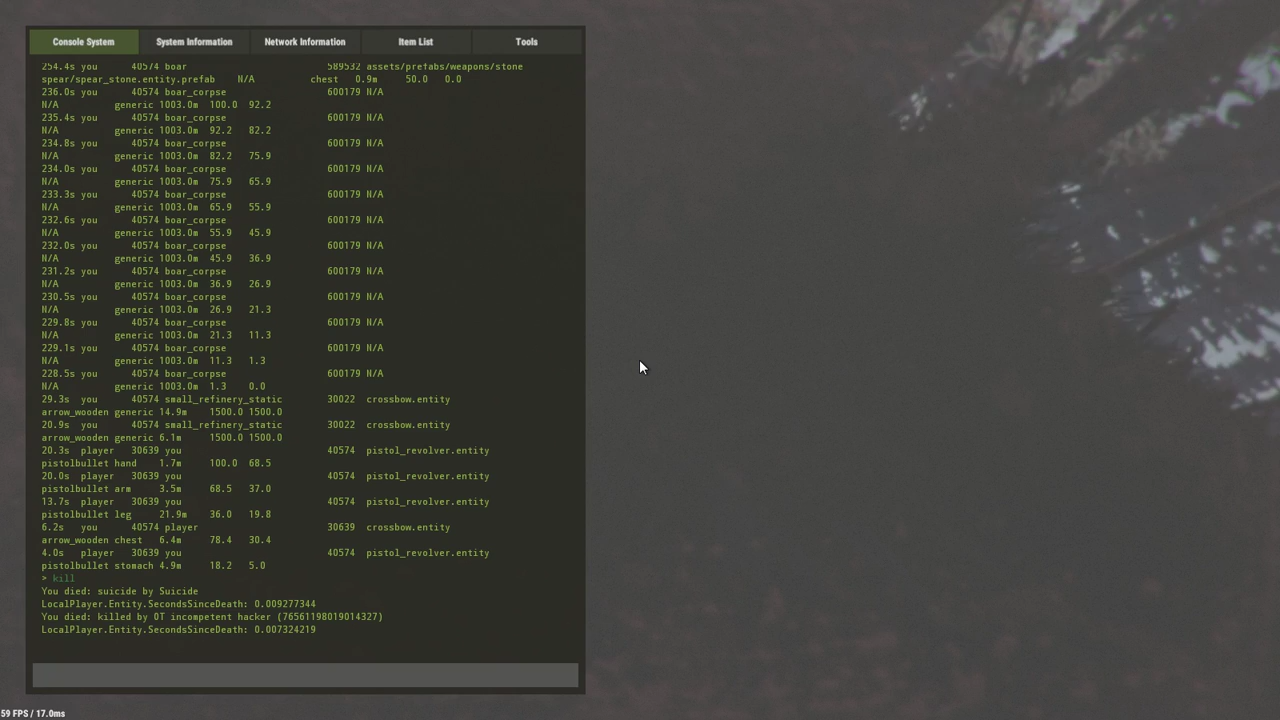 Console System System Information Network Information Item List Tools
254.4s you 40574 boar 589532 assets/prefabs/weapons/stone
spear/spear_stone.entity.prefab N/A chest 0.9m 50.0 0.0
236.0s you 40574 boar_corpse 600179 N/A
N/A generic 1003.0m 100.0 92.2
235.4s you 40574 boar_corpse 600179 N/A
N/A generic 1003.0m 92.2 82.2
234.8s you 40574 boar_corpse 600179 N/A
N/A generic 1003.0m 82.2 75.9
234.0s you 40574 boar_corpse 600179 N/A
N/A generic 1003.0m 75.9 65.9
233.3s you 40574 boar_corpse 600179 N/A
N/A generic 1003.0m 65.9 55.9
232.6s you 40574 boar_corpse 600179 N/A
N/A generic 1003.0m 55.9 45.9
232.0s you 40574 boar_corpse 600179 N/A
N/A generic 1003.0m 45.9 36.9
231.2s you 40574 boar_corpse 600179 N/A
N/A generic 1003.0m 36.9 26.9
230.5s you 40574 boar_corpse 600179 N/A
N/A generic 1003.0m 26.9 21.3
229.8s you 40574 boar_corpse 600179 N/A
N/A generic 1003.0m 21.3 11.3
229.1s you 40574 boar_corpse 600179 N/A
N/A generic 1003.0m 11.3 1.3
228.5s you 40574 boar_corpse 600179 N/A
N/A generic 1003.0m 1.3 0.0
29.3s you 40574 small_refinery_static 30022 crossbow.entity
arrow_wooden generic 14.9m 1500.0 1500.0
20.9s you 40574 small_refinery_static 30022 crossbow.entity
arrow_wooden generic 6.1m 1500.0 1500.0
20.3s player 30639 you 40574 pistol_revolver.entity
pistolbullet hand 1.7m 100.0 68.5
20.0s player 30639 you 40574 pistol_revolver.entity
pistolbullet arm 3.5m 68.5 37.0
13.7s player 30639 you 40574 pistol_revolver.entity
pistolbullet leg 21.9m 36.0 19.8
6.2s you 40574 player 30639 crossbow.entity
arrow_wooden chest 6.4m 78.4 30.4
4.0s player 30639 you 40574 pistol_revolver.entity
pistolbullet stomach 4.9m 18.2 5.0
> kill
You died: suicide by Suicide
LocalPlayer.Entity.SecondsSinceDeath: 0.009277344
You died: killed by OT incompetent hacker (76561198019014327)
LocalPlayer.Entity.SecondsSinceDeath: 0.007324219
59 FPS / 17.0ms